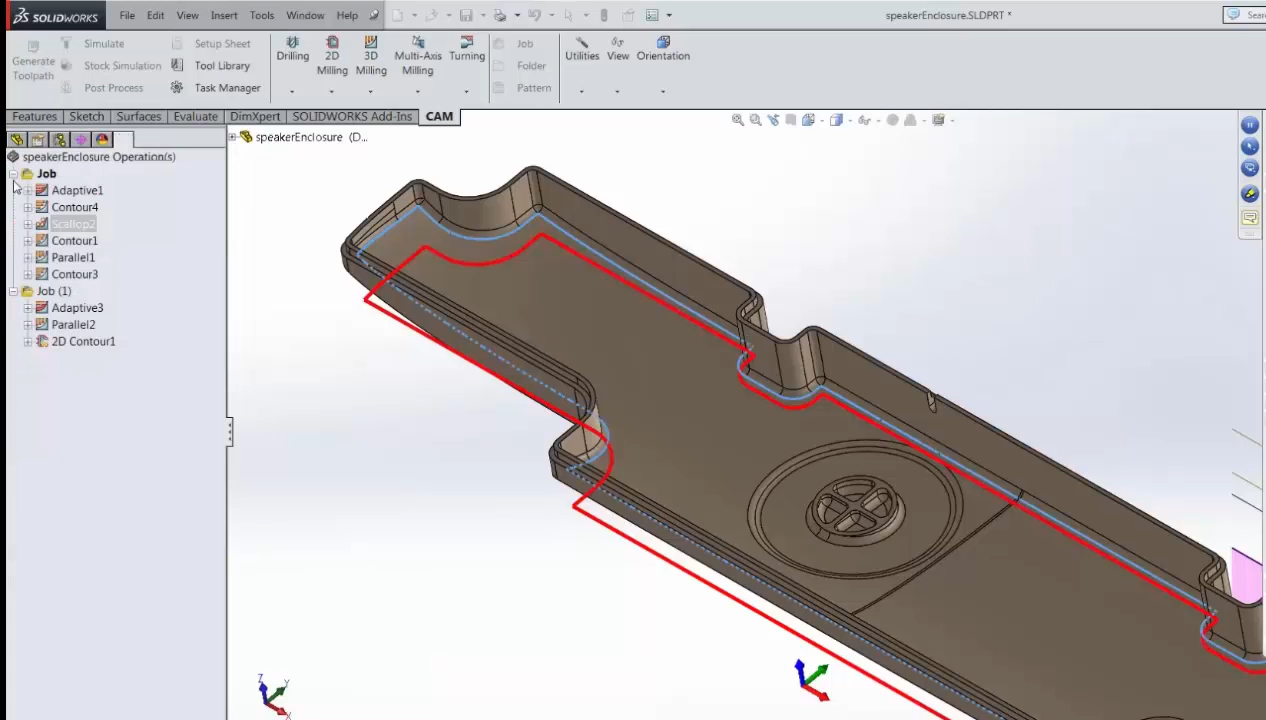 SOLIDWORKS File Edit View Insert Tools Window Help speakerEnclosure.SLDPRT * Sear
Generate Toolpath
Simulate
Stock Simulation
Post Process
Setup Sheet
Tool Library
Task Manager
Drilling
2D Milling
3D Milling
Multi-Axis Milling
Turning
Job
Folder
Pattern
Utilities
View
Orientation
Features Sketch Surfaces Evaluate DimXpert SOLIDWORKS Add-Ins CAM
speakerEnclosure (D...
speakerEnclosure Operation(s)
Job
Adaptive1
Contour4
Scallop2
Contour1
Parallel1
Contour3
Job (1)
Adaptive3
Parallel2
2D Contour1
Z
Y
X